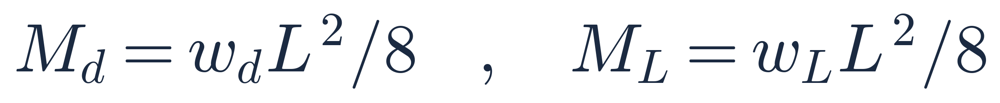 M_d = w_d L^2/8 , M_L = w_L L^2/8